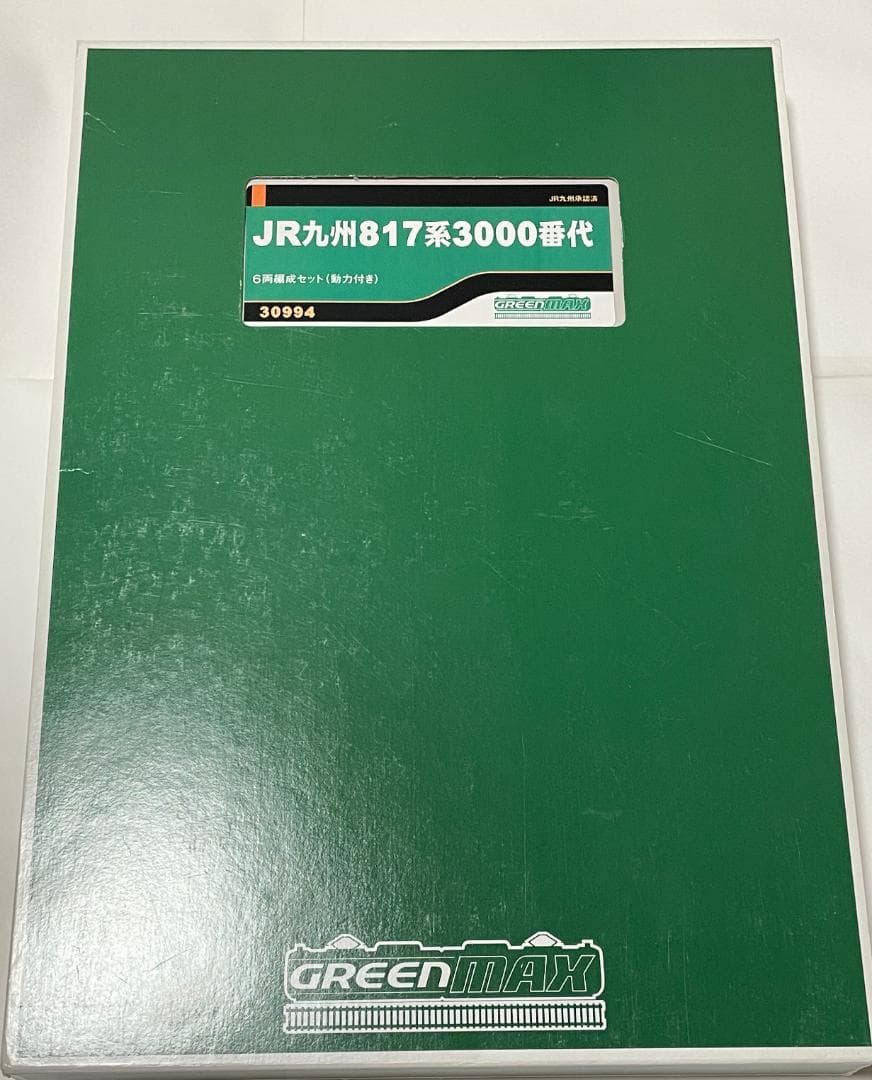 JR九州承認済
JR九州817系3000番代
6両編成セット(動力付き)
30994
GREENMAX
GREENMAX